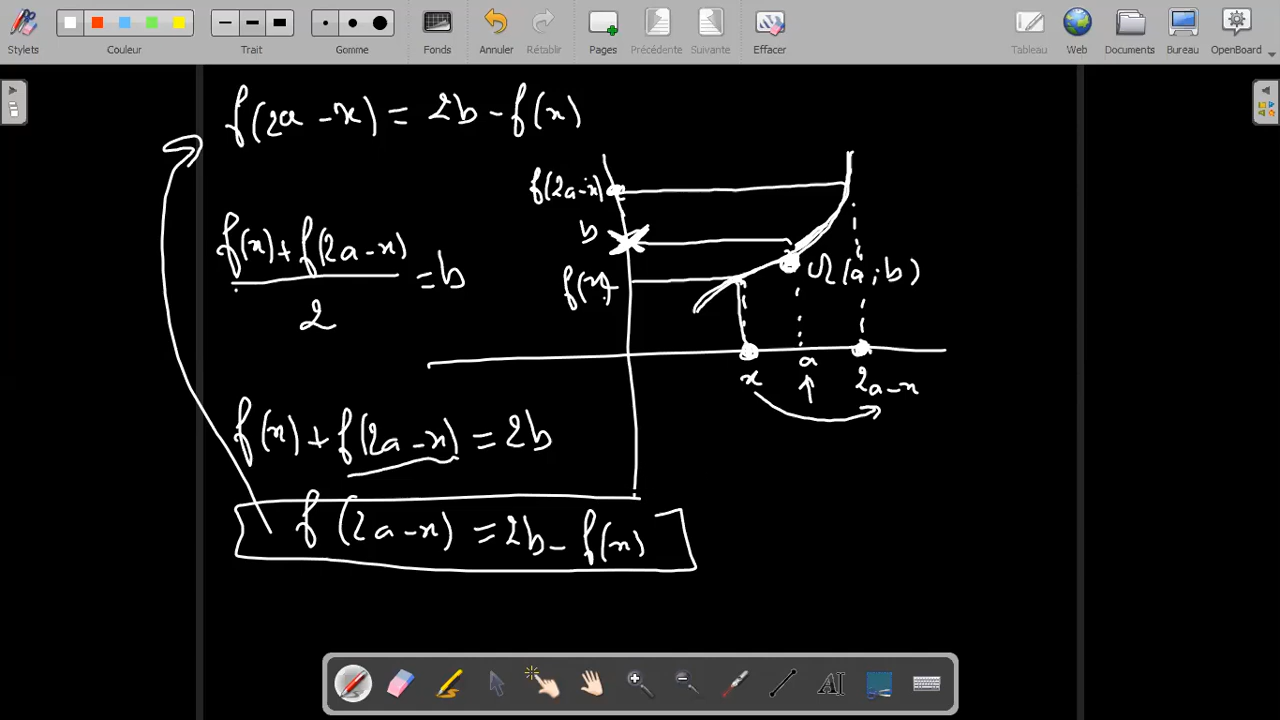 Stylets Couleur Trait Gomme Fonds Annuler Rétablir Pages Précédente Suivante Effacer Tableau Web Documents Bureau OpenBoard
f(2a-x) = 2b - f(x)
f(2a-x)
b
f(x)
Ω(a;b)
x a 2a-x
f(x) + f(2a-x)
2
= b
f(x) + f(2a-x) = 2b
f(2a-x) = 2b - f(x)
AI